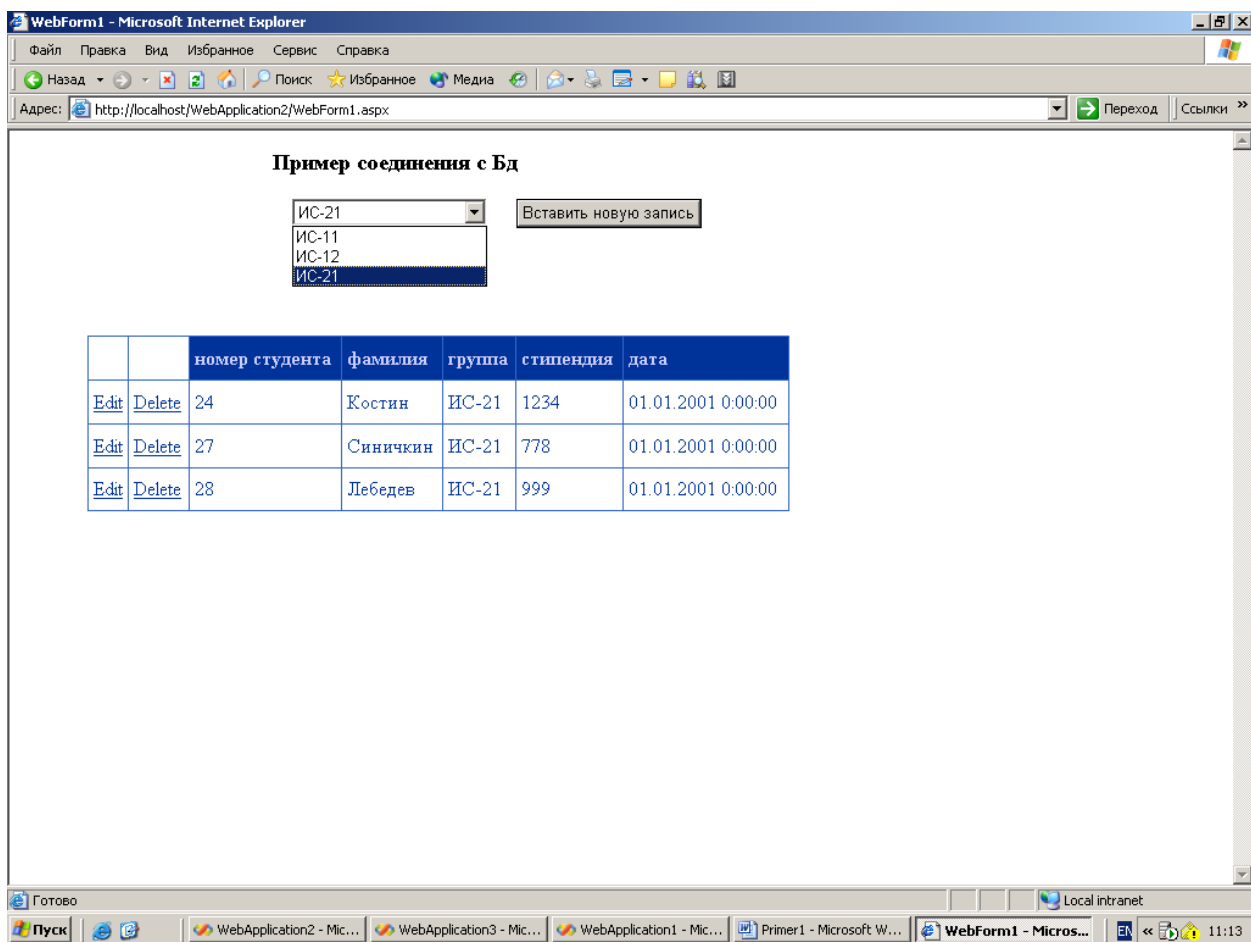 WebForm1 - Microsoft Internet Explorer
Файл Правка Вид Избранное Сервис Справка
Назад Поиск Избранное Медиа
Адрес: http://localhost/WebApplication2/WebForm1.aspx Переход Ссылки »
Пример соединения с Бд
ИС-21 Вставить новую запись
ИС-11
ИС-12
ИС-21
номер студента фамилия группа стипендия дата
Edit Delete 24 Костин ИС-21 1234 01.01.2001 0:00:00
Edit Delete 27 Синичкин ИС-21 778 01.01.2001 0:00:00
Edit Delete 28 Лебедев ИС-21 999 01.01.2001 0:00:00
Готово Local intranet
Пуск WebApplication2 - Mic... WebApplication3 - Mic... WebApplication1 - Mic... Primer1 - Microsoft W... WebForm1 - Micros... EN « 11:13